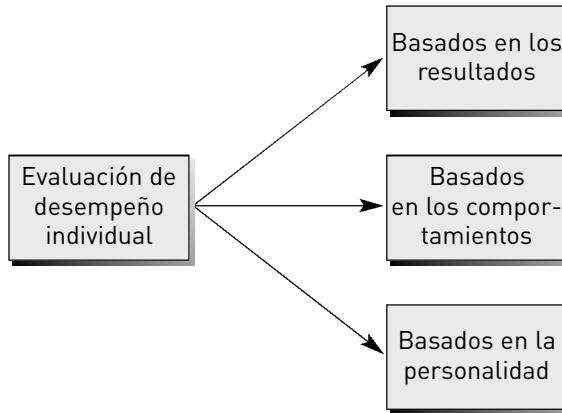 Basados en los
resultados
Evaluación de
desempeño
individual
Basados
en los compor-
tamientos
Basados en la
personalidad